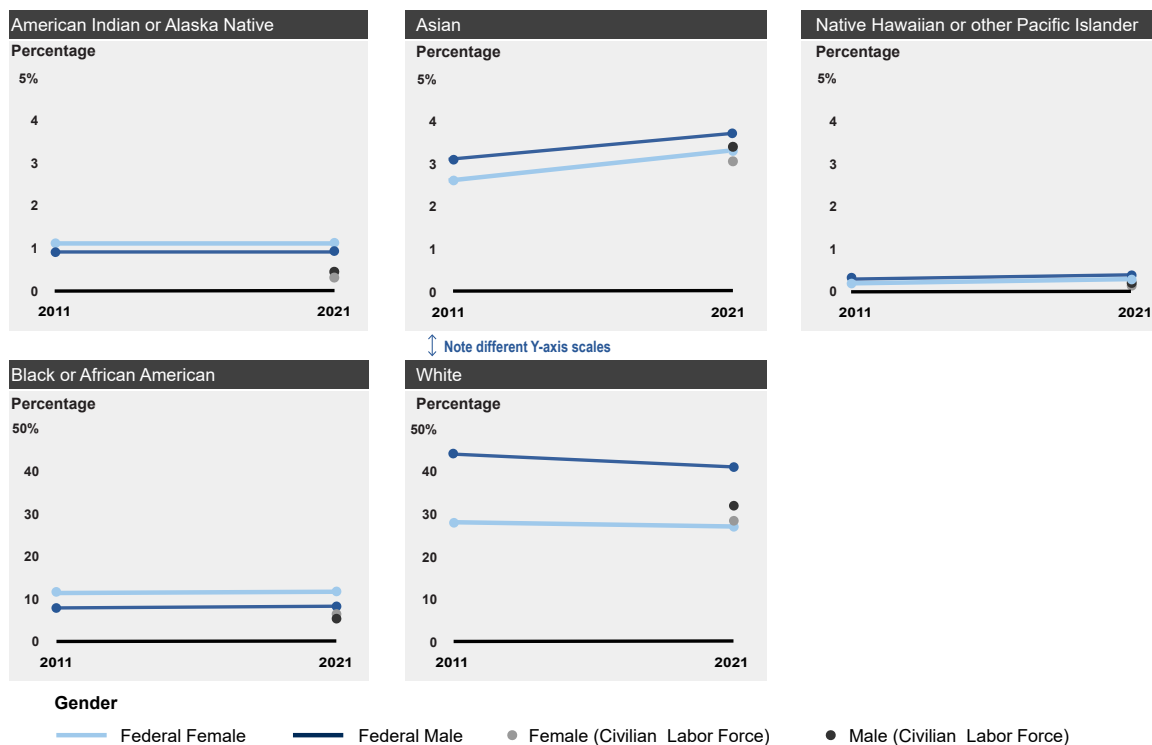 American Indian or Alaska Native
Percentage
5%
4
3
2
1
0
2011 2021
Asian
Percentage
5%
4
3
2
1
0
2011 2021
Native Hawaiian or other Pacific Islander
Percentage
5%
4
3
2
1
0
2011 2021
Note different Y-axis scales
Black or African American
Percentage
50%
40
30
20
10
0
2011 2021
White
Percentage
50%
40
30
20
10
0
2011 2021
Gender
Federal Female Federal Male Female (Civilian Labor Force) Male (Civilian Labor Force)